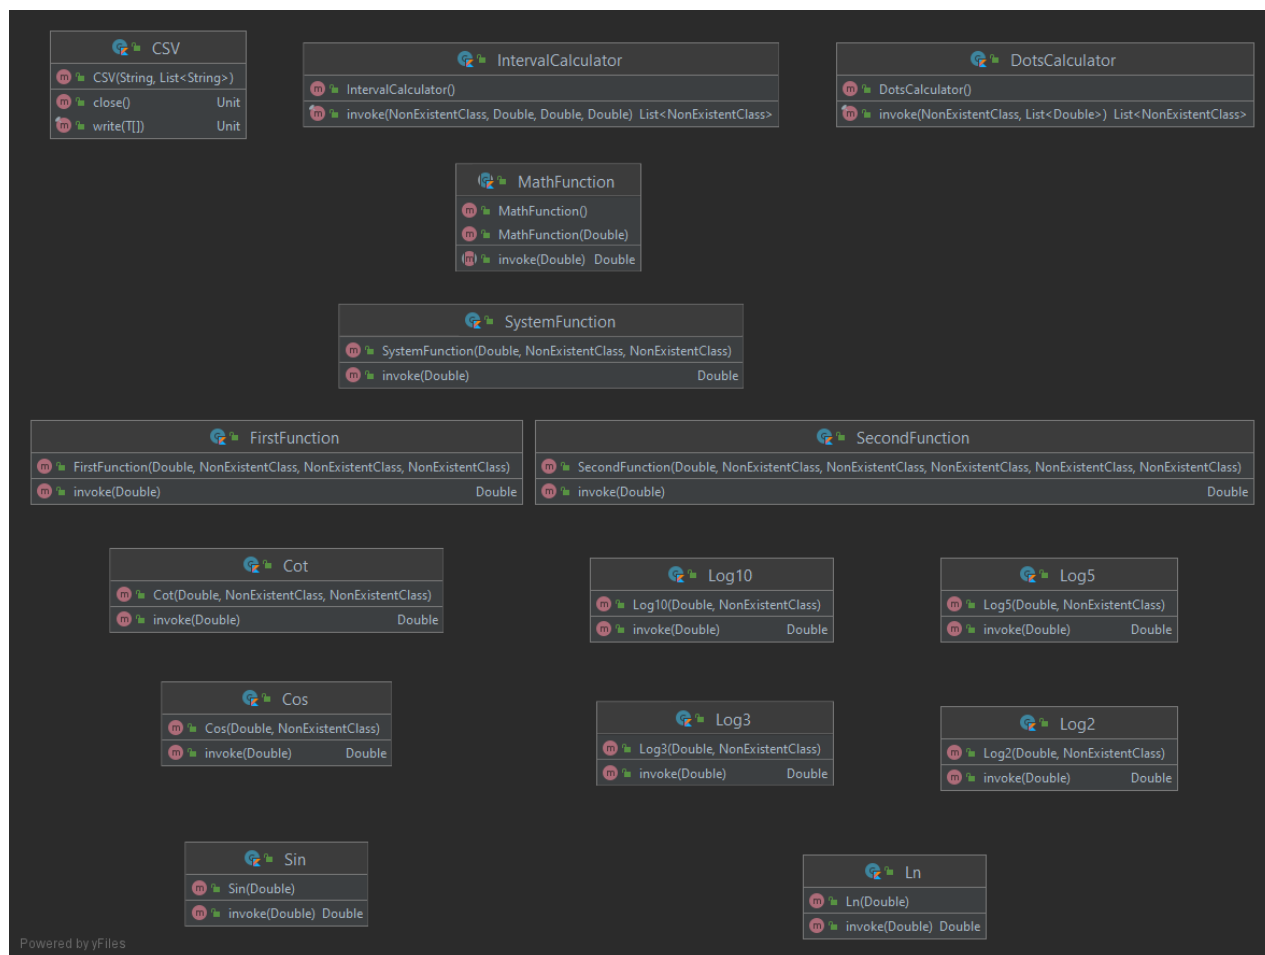 CSV
CSV(String, List<String>)
close() Unit
write(T[]) Unit
IntervalCalculator
IntervalCalculator()
invoke(NonExistentClass, Double, Double, Double) List<NonExistentClass>
DotsCalculator
DotsCalculator()
invoke(NonExistentClass, List<Double>) List<NonExistentClass>
MathFunction
MathFunction()
MathFunction(Double)
invoke(Double) Double
SystemFunction
SystemFunction(Double, NonExistentClass, NonExistentClass)
invoke(Double) Double
FirstFunction
FirstFunction(Double, NonExistentClass, NonExistentClass, NonExistentClass)
invoke(Double) Double
SecondFunction
SecondFunction(Double, NonExistentClass, NonExistentClass, NonExistentClass, NonExistentClass, NonExistentClass)
invoke(Double) Double
Cot
Cot(Double, NonExistentClass, NonExistentClass)
invoke(Double) Double
Log10
Log10(Double, NonExistentClass)
invoke(Double) Double
Log5
Log5(Double, NonExistentClass)
invoke(Double) Double
Cos
Cos(Double, NonExistentClass)
invoke(Double) Double
Log3
Log3(Double, NonExistentClass)
invoke(Double) Double
Log2
Log2(Double, NonExistentClass)
invoke(Double) Double
Sin
Sin(Double)
invoke(Double) Double
Ln
Ln(Double)
invoke(Double) Double
Powered by yFiles